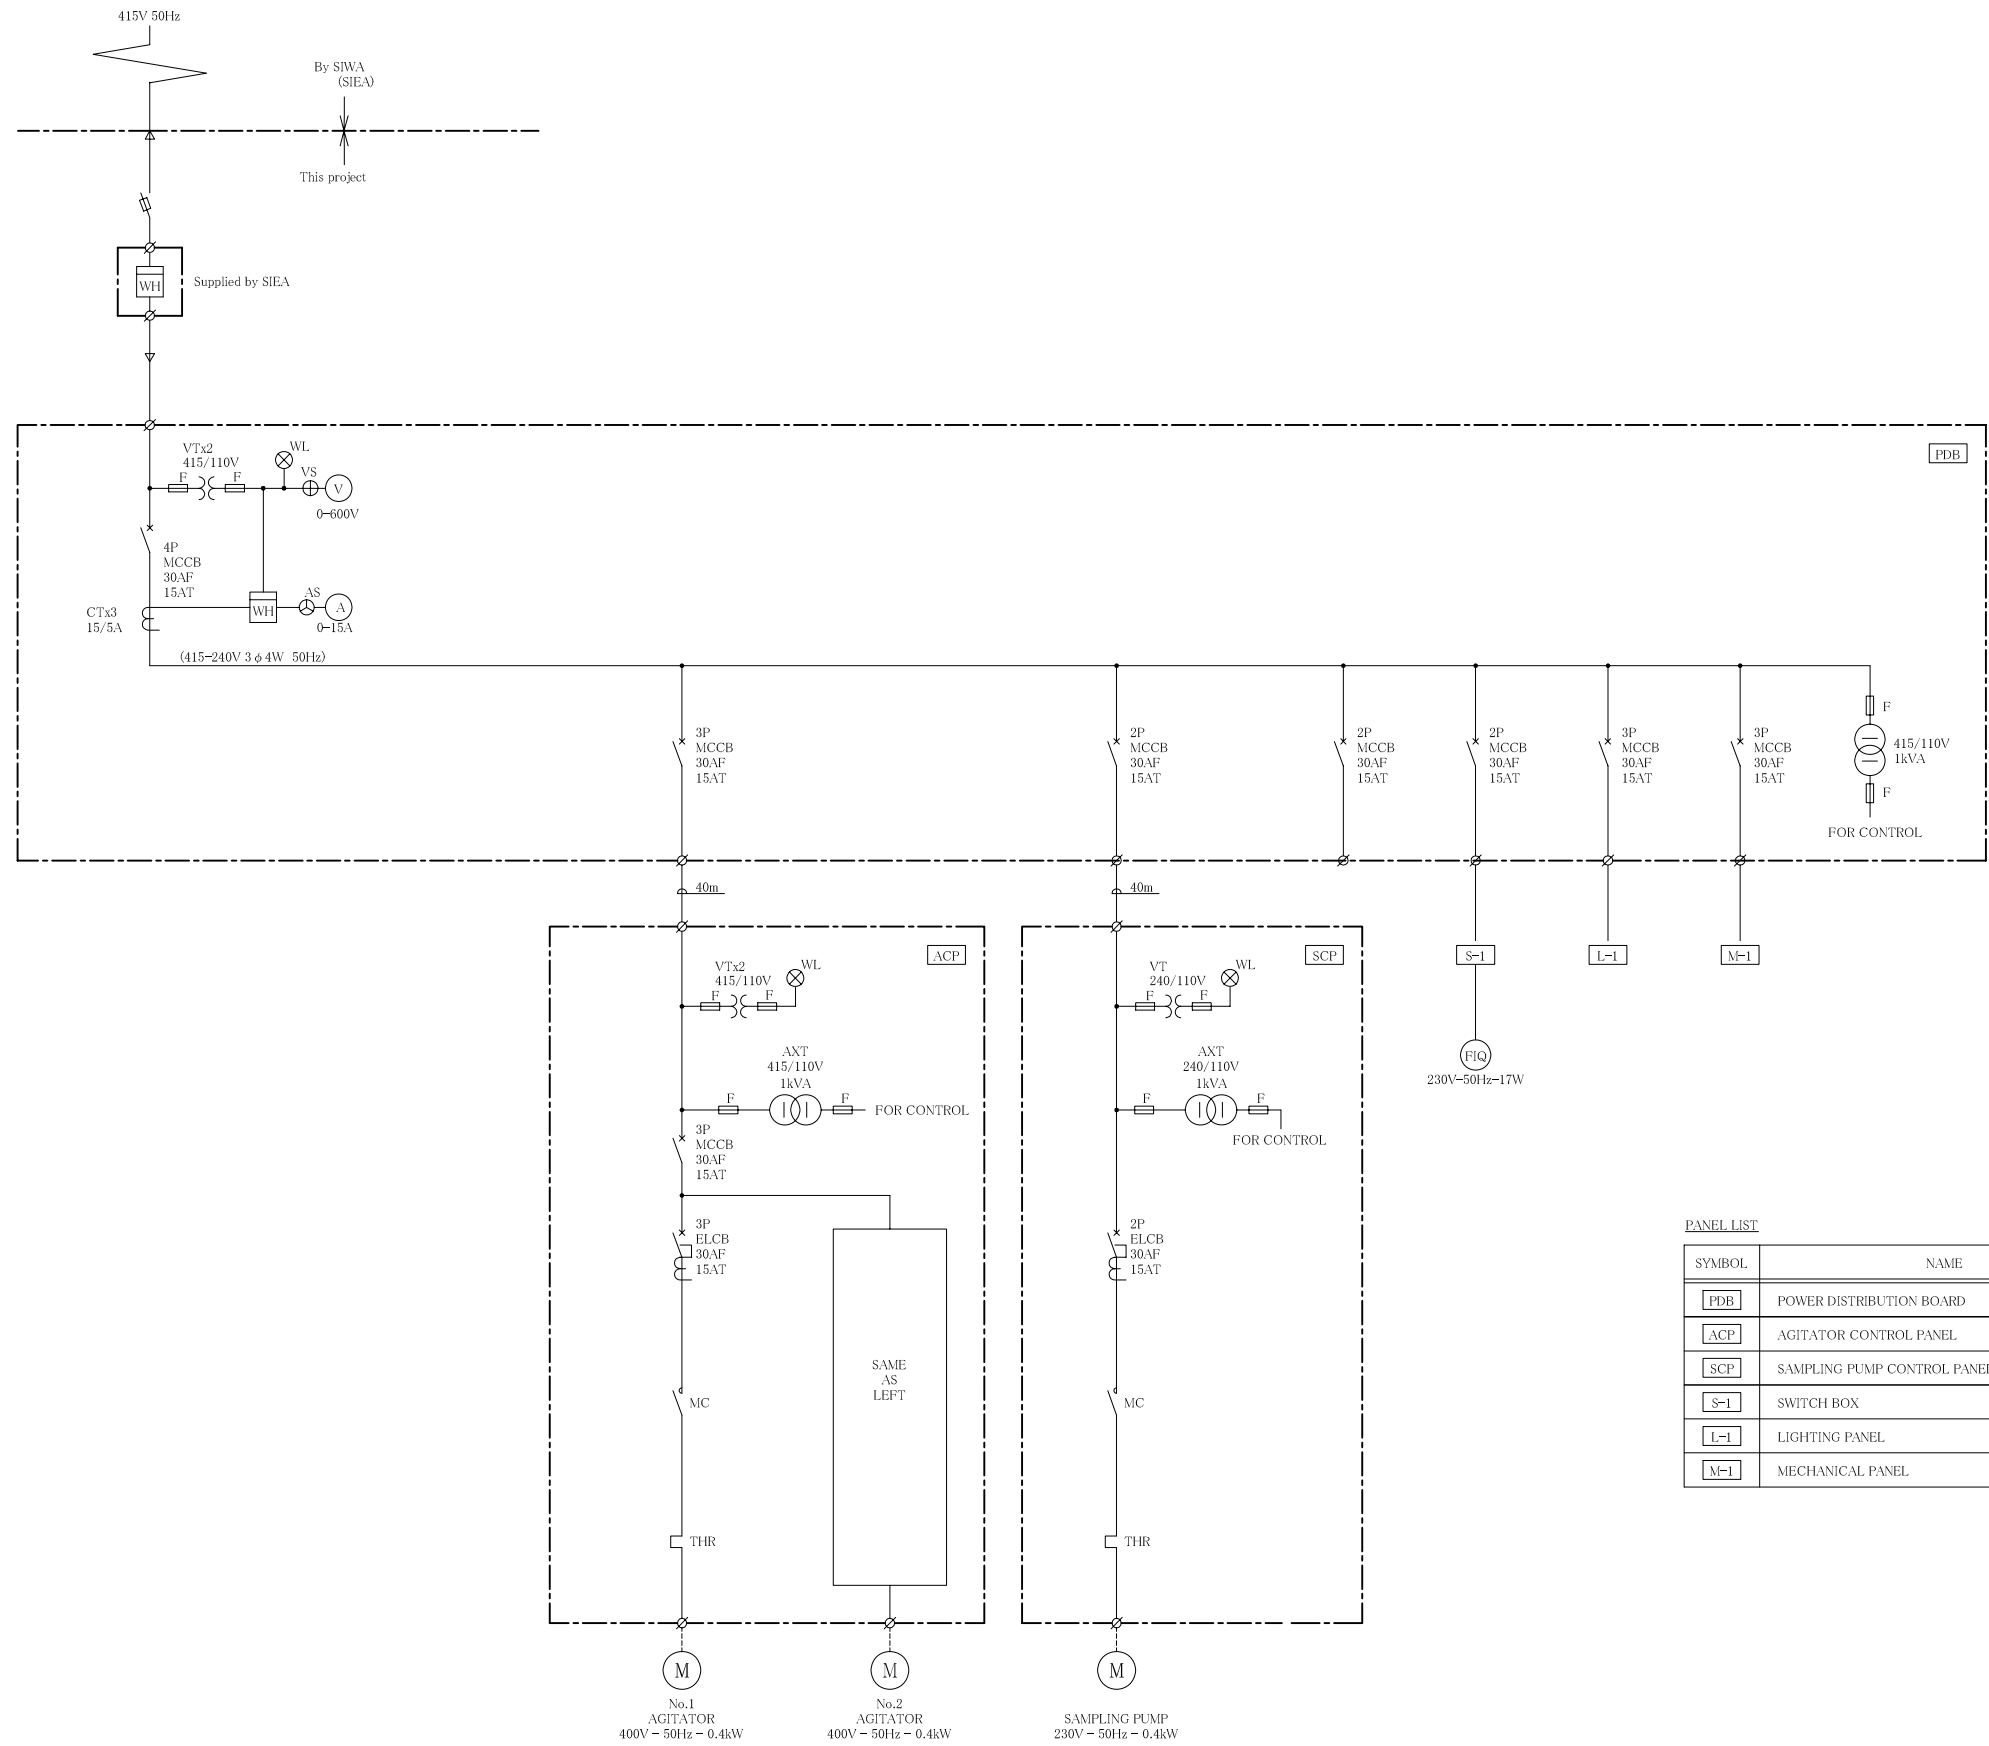 415V 50Hz
By SIWA
(SIEA)
This project
WH
Supplied by SIEA
PDB
VTx2
415/110V
F
F
WL
VS
V
0-600V
4P
MCCB
30AF
15AT
CTx3
15/5A
WH
AS
A
0-15A
(415-240V 3 φ 4W 50Hz)
3P
MCCB
30AF
15AT
2P
MCCB
30AF
15AT
2P
MCCB
30AF
15AT
2P
MCCB
30AF
15AT
3P
MCCB
30AF
15AT
3P
MCCB
30AF
15AT
F
415/110V
1kVA
F
FOR CONTROL
40m
40m
ACP
VTx2
415/110V
F
F
WL
AXT
415/110V
1kVA
F
F
FOR CONTROL
3P
MCCB
30AF
15AT
3P
ELCB
30AF
15AT
SAME
AS
LEFT
MC
THR
M
No.1
AGITATOR
400V - 50Hz - 0.4kW
M
No.2
AGITATOR
400V - 50Hz - 0.4kW
SCP
VT
240/110V
F
F
WL
AXT
240/110V
1kVA
F
F
FOR CONTROL
2P
ELCB
30AF
15AT
MC
THR
M
SAMPLING PUMP
230V - 50Hz - 0.4kW
S-1
L-1
M-1
FIQ
230V-50Hz-17W
PANEL LIST
SYMBOL NAME
PDB POWER DISTRIBUTION BOARD
ACP AGITATOR CONTROL PANEL
SCP SAMPLING PUMP CONTROL PANEL
S-1 SWITCH BOX
L-1 LIGHTING PANEL
M-1 MECHANICAL PANEL